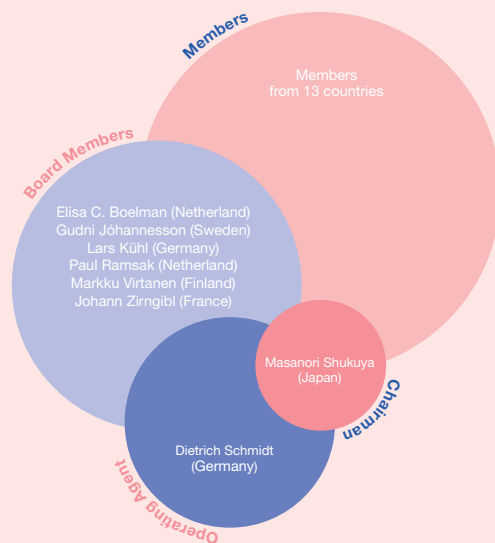 Members
Members
from 13 countries
Board Members
Elisa C. Boelman (Netherland)
Gudni Jóhannesson (Sweden)
Lars Kühl (Germany)
Paul Ramsak (Netherland)
Markku Virtanen (Finland)
Johann Zirngibl (France)
Masanori Shukuya
(Japan)
Chairman
Dietrich Schmidt
(Germany)
Operating Agent